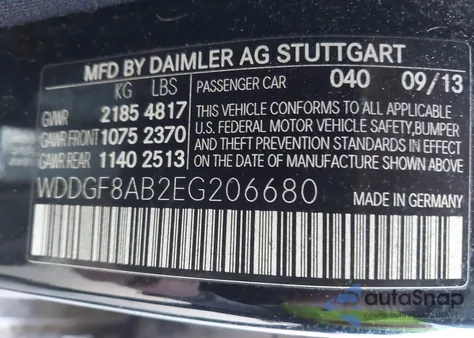 MFD BY DAIMLER AG STUTTGART
KG LBS
GVWR 2185 4817
GAWR FRONT 1075 2370
GAWR REAR 1140 2513
PASSENGER CAR 040 09/13
THIS VEHICLE CONFORMS TO ALL APPLICABLE
U.S. FEDERAL MOTOR VEHICLE SAFETY,BUMPER
AND THEFT PREVENTION STANDARDS IN EFFECT
ON THE DATE OF MANUFACTURE SHOWN ABOVE.
WDDGF8AB2EG206680
MADE IN GERMANY
autoSnap